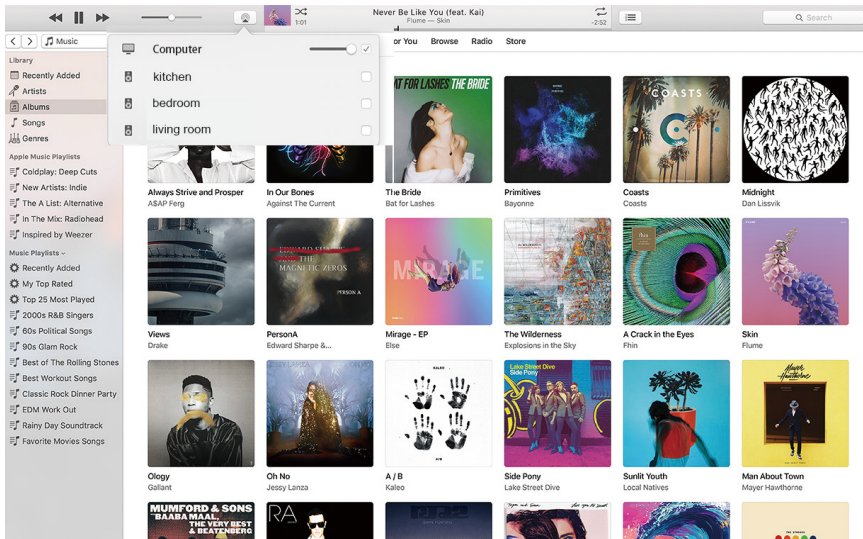 Never Be Like You (feat. Kai)
Flume — Skin
1:01
-2:52
Search
Music
or You Browse Radio Store
Computer
kitchen
bedroom
living room
Library
Recently Added
Artists
Albums
Songs
Genres
Apple Music Playlists
Coldplay: Deep Cuts
New Artists: Indie
The A List: Alternative
In The Mix: Radiohead
Inspired by Weezer
Music Playlists
Recently Added
My Top Rated
Top 25 Most Played
2000s R&B Singers
60s Political Songs
90s Glam Rock
Best of The Rolling Stones
Best Workout Songs
Classic Rock Dinner Party
EDM Work Out
Rainy Day Soundtrack
Favorite Movies Songs
AT FOR LASHES THE BRIDE
COASTS
Always Strive and Prosper
A$AP Ferg
In Our Bones
Against The Current
The Bride
Bat for Lashes
Primitives
Bayonne
Coasts
Coasts
Midnight
Dan Lissvik
AND THE
MAGNETIC ZEROS
PERSON A
MIRAGE
fhin
Views
Drake
PersonA
Edward Sharpe &...
Mirage - EP
Else
The Wilderness
Explosions in the Sky
A Crack in the Eyes
Fhin
Skin
Flume
JESSY LANZA
OH NO
KALEO
A/B
Lake Street Dive
Side Pony
Mayer
Hawthorne
Ology
Gallant
Oh No
Jessy Lanza
A / B
Kaleo
Side Pony
Lake Street Dive
Sunlit Youth
Local Natives
Man About Town
Mayer Hawthorne
MUMFORD & SONS
BAABA MAAL,
THE VERY BEST
& BEATENBERG
RA